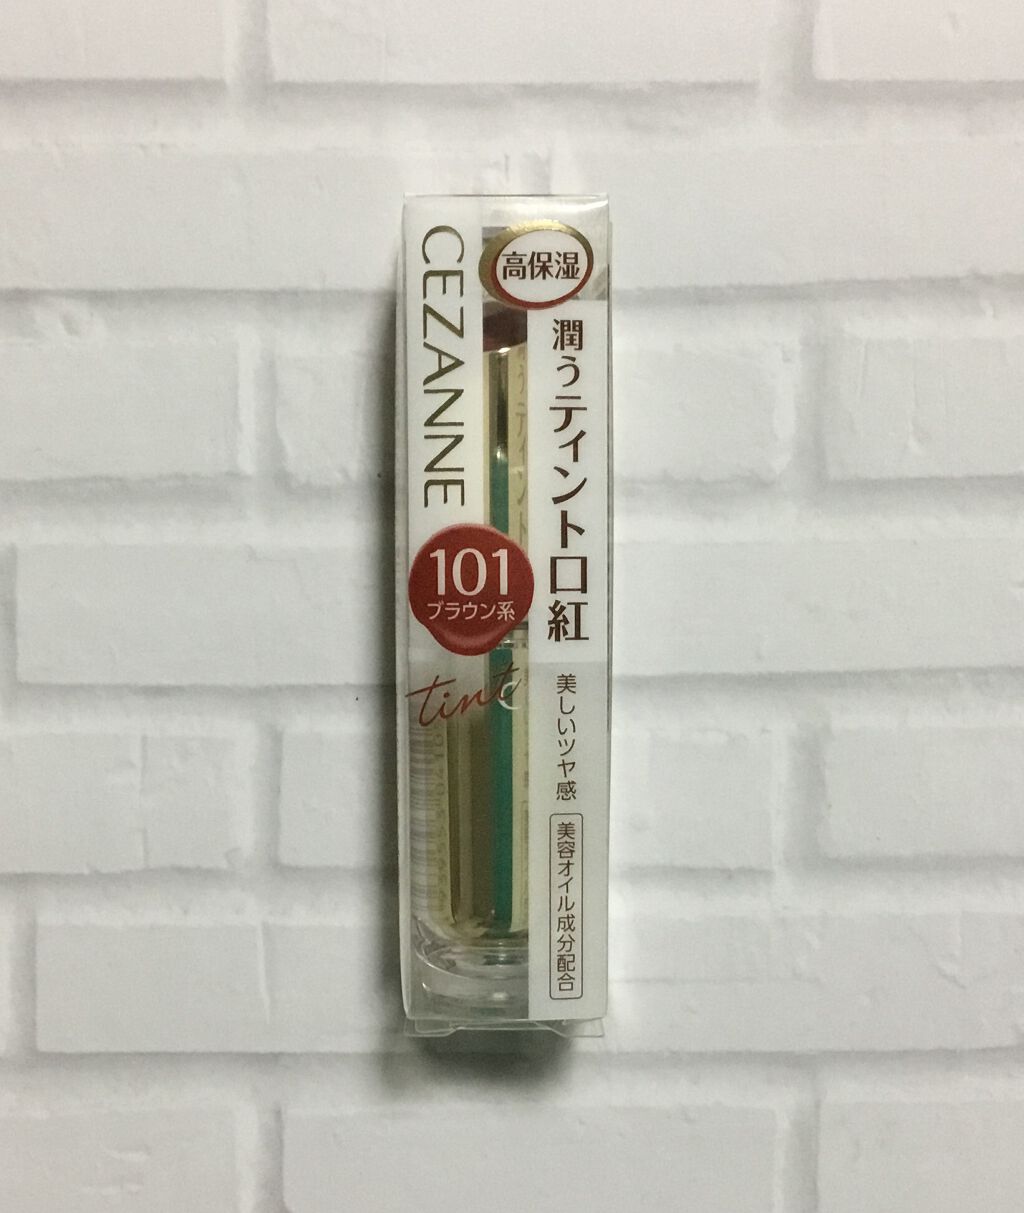 CEZANNE
高保湿
潤うティント口紅
101
ブラウン系
tint
美しいツヤ感
美容オイル成分配合